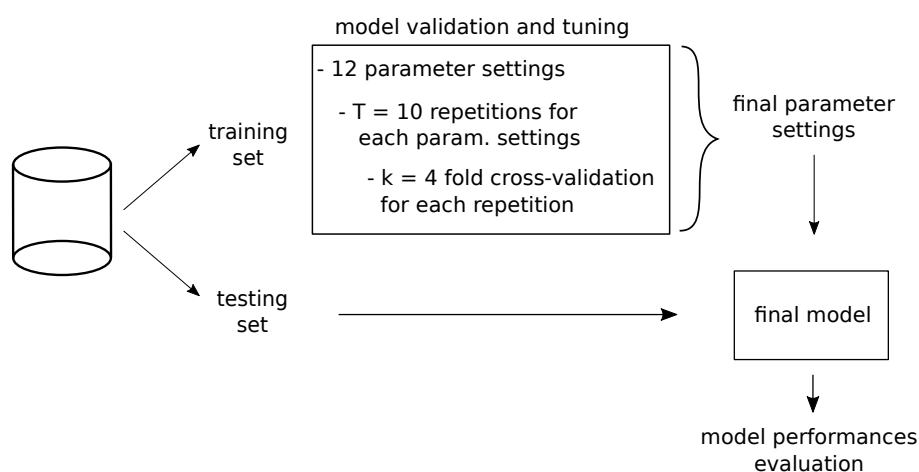 model validation and tuning
- 12 parameter settings
- T = 10 repetitions for
each param. settings
- k = 4 fold cross-validation
for each repetition
training
set
final parameter
settings
testing
set
final model
model performances
evaluation